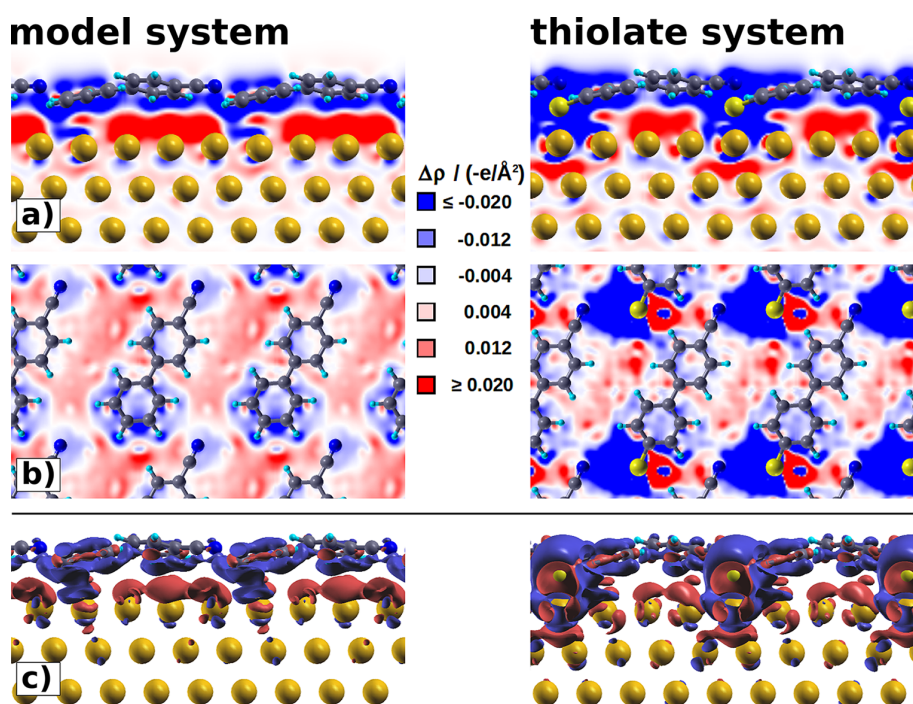 model system
thiolate system
Δρ / (-e/Å²)
≤ -0.020
-0.012
-0.004
0.004
0.012
≥ 0.020
a)
b)
c)